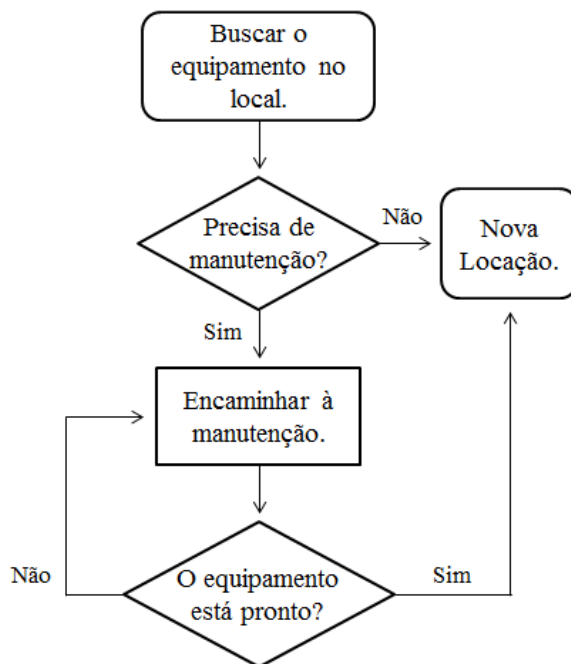 Buscar o
equipamento no
local.
Precisa de
manutenção?
Não
Nova
Locação.
Sim
Encaminhar à
manutenção.
Não
O equipamento
está pronto?
Sim